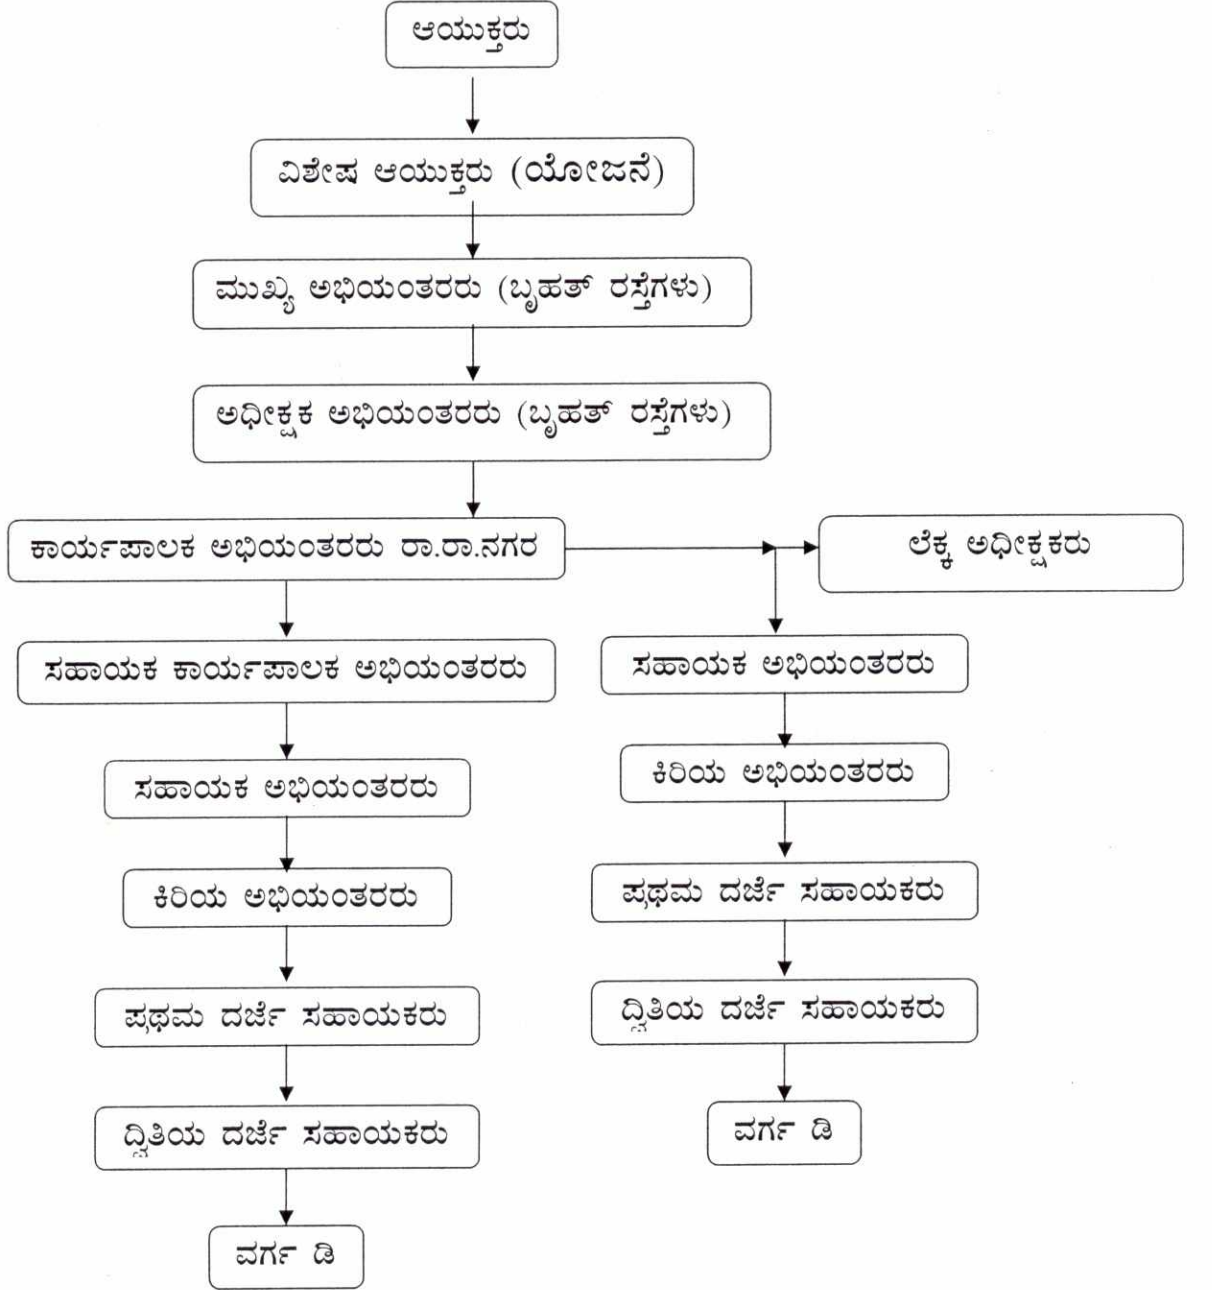 ಆಯುಕ್ತರು
ವಿಶೇಷ ಆಯುಕ್ತರು (ಯೋಜನೆ)
ಮುಖ್ಯ ಅಭಿಯಂತರರು (ಬೃಹತ್ ರಸ್ತೆಗಳು)
ಅಧೀಕ್ಷಕ ಅಭಿಯಂತರರು (ಬೃಹತ್ ರಸ್ತೆಗಳು)
ಕಾರ್ಯಪಾಲಕ ಅಭಿಯಂತರರು ರಾ.ರಾ.ನಗರ
ಲೆಕ್ಕ ಅಧೀಕ್ಷಕರು
ಸಹಾಯಕ ಕಾರ್ಯಪಾಲಕ ಅಭಿಯಂತರರು
ಸಹಾಯಕ ಅಭಿಯಂತರರು
ಕಿರಿಯ ಅಭಿಯಂತರರು
ಪ್ರಥಮ ದರ್ಜೆ ಸಹಾಯಕರು
ದ್ವಿತಿಯ ದರ್ಜೆ ಸಹಾಯಕರು
ವರ್ಗ ಡಿ
ಸಹಾಯಕ ಅಭಿಯಂತರರು
ಕಿರಿಯ ಅಭಿಯಂತರರು
ಪ್ರಥಮ ದರ್ಜೆ ಸಹಾಯಕರು
ದ್ವಿತಿಯ ದರ್ಜೆ ಸಹಾಯಕರು
ವರ್ಗ ಡಿ